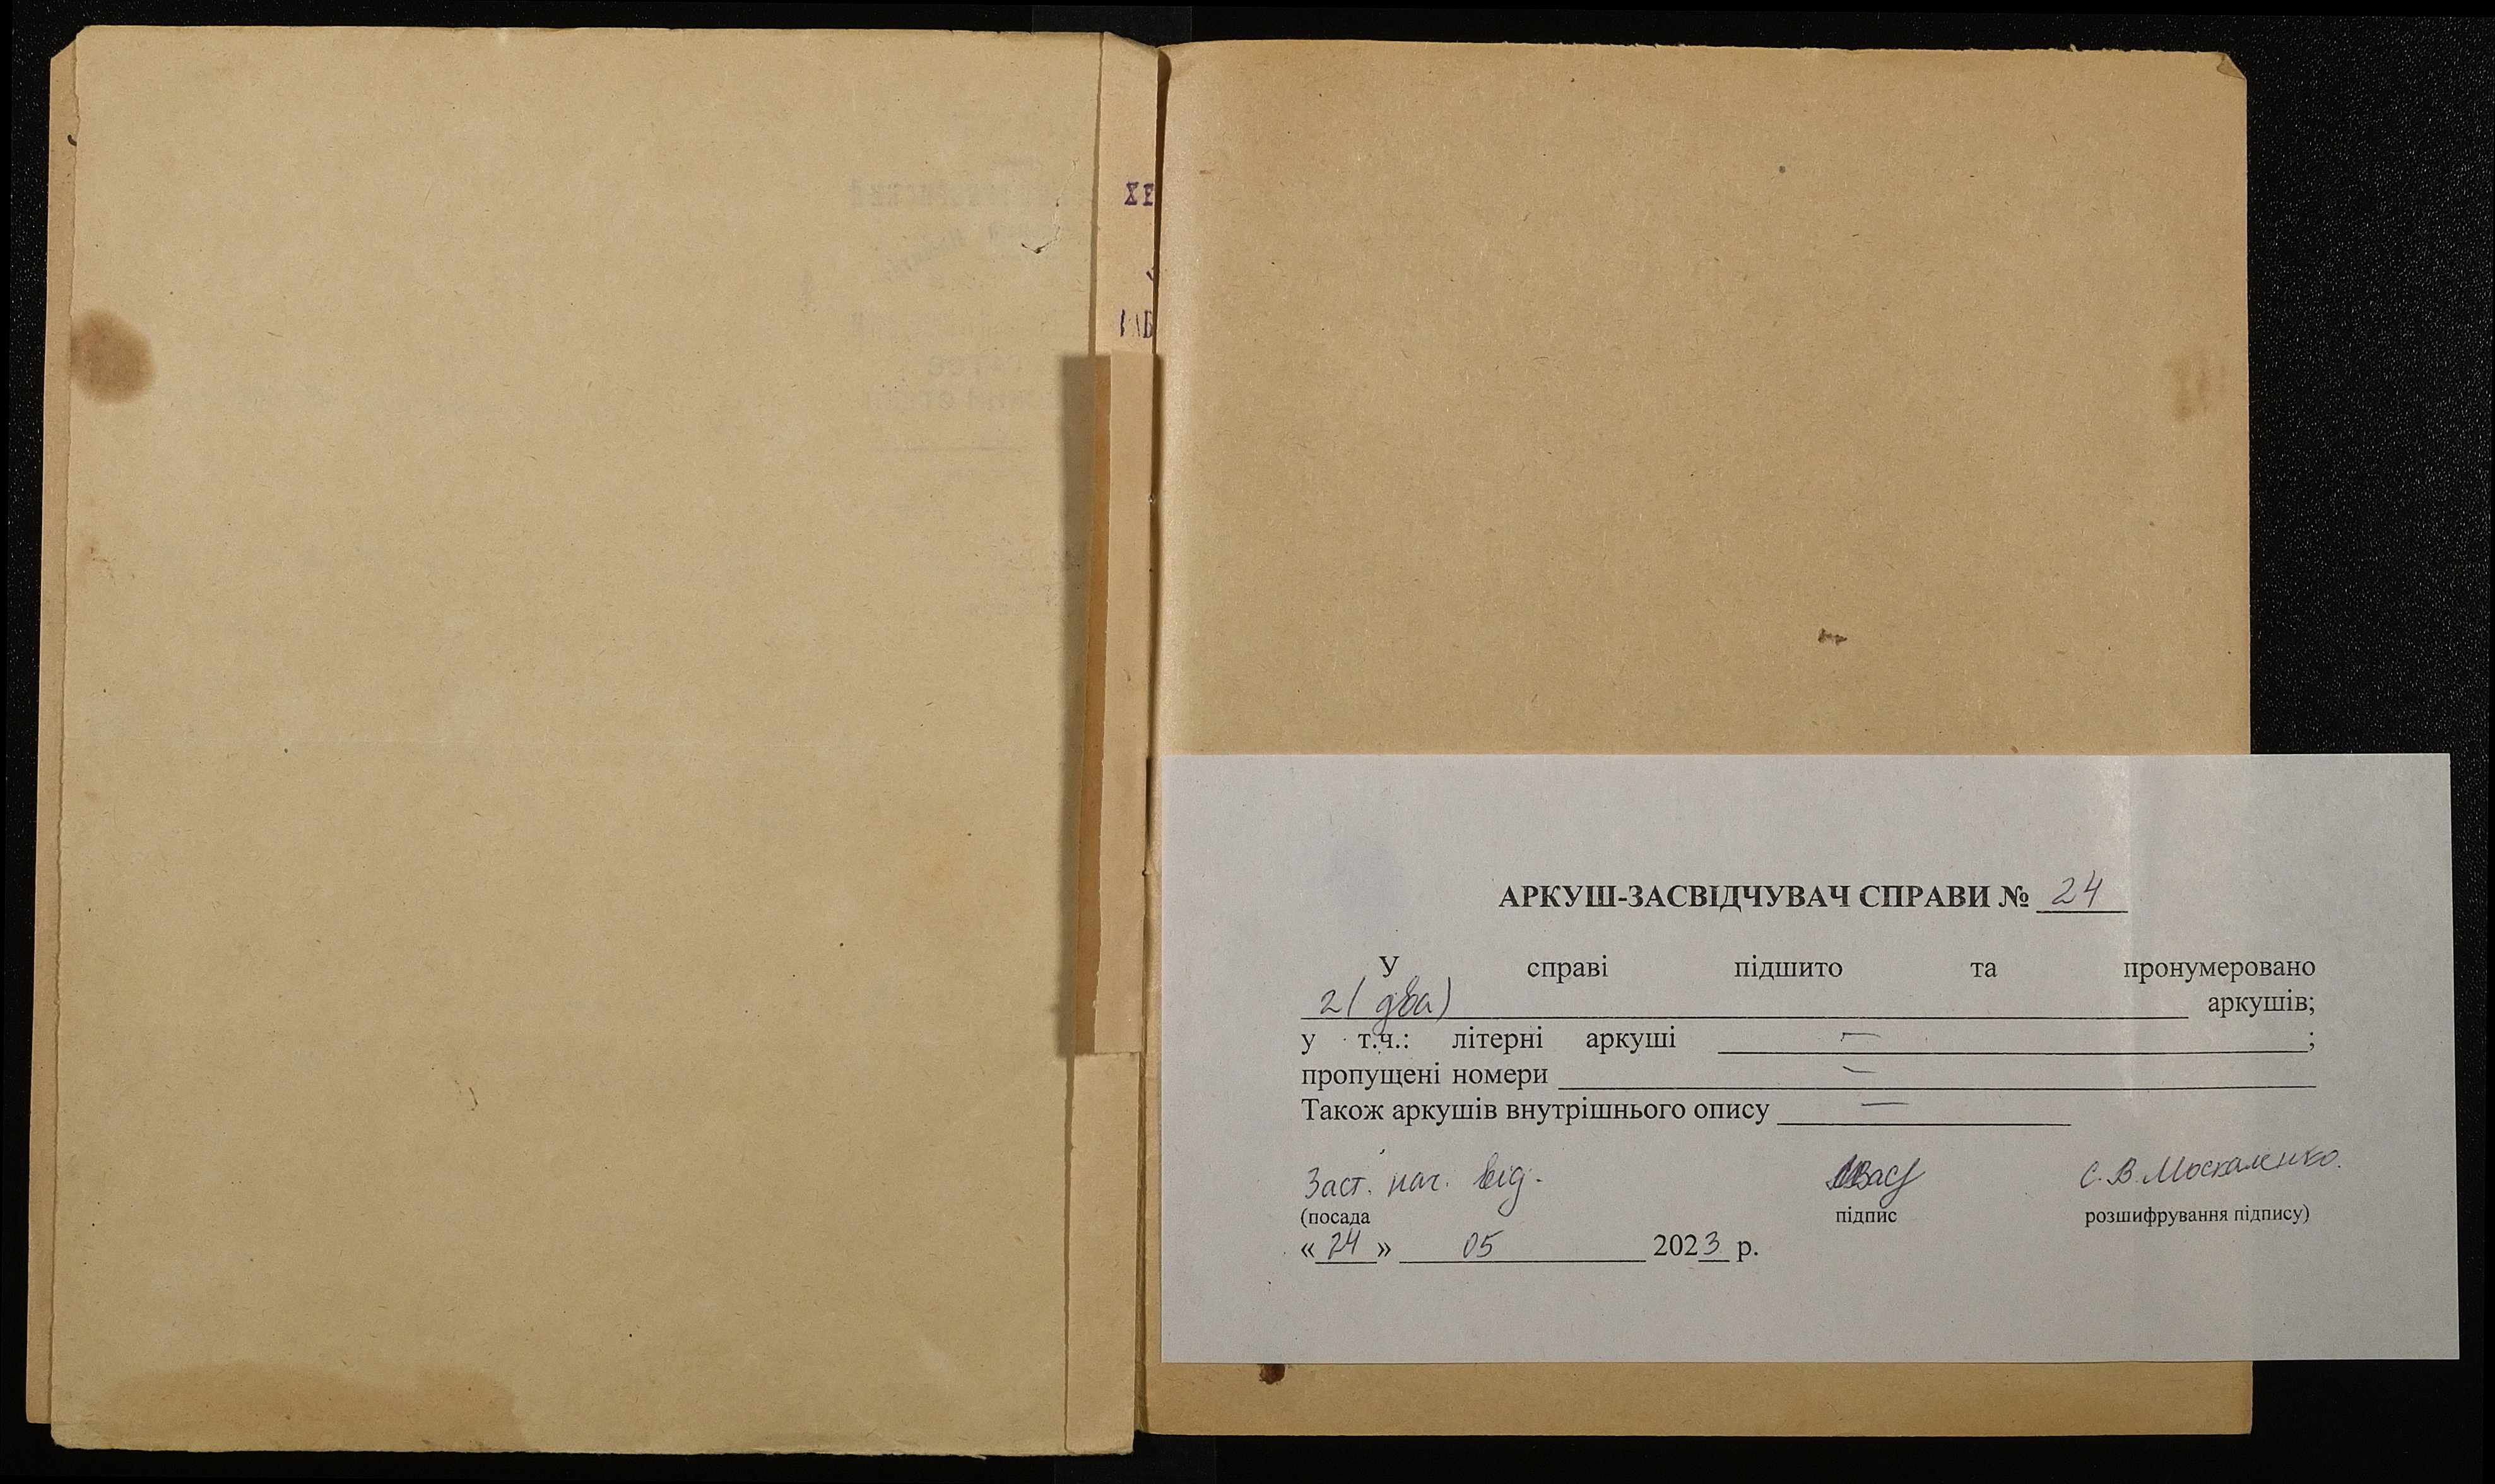 АРКУШ-ЗАСВІДЧУВАЧ СПРАВИ № 24
У справі підшито та пронумеровано
2 (два) аркушів;
у т.ч.: літерні аркуші — ;
пропущені номери —
Також аркушів внутрішнього опису —
Заст. нач. від. С. В. Москаленко.
(посада підпис розшифрування підпису)
« 24 » 05 2023 р.